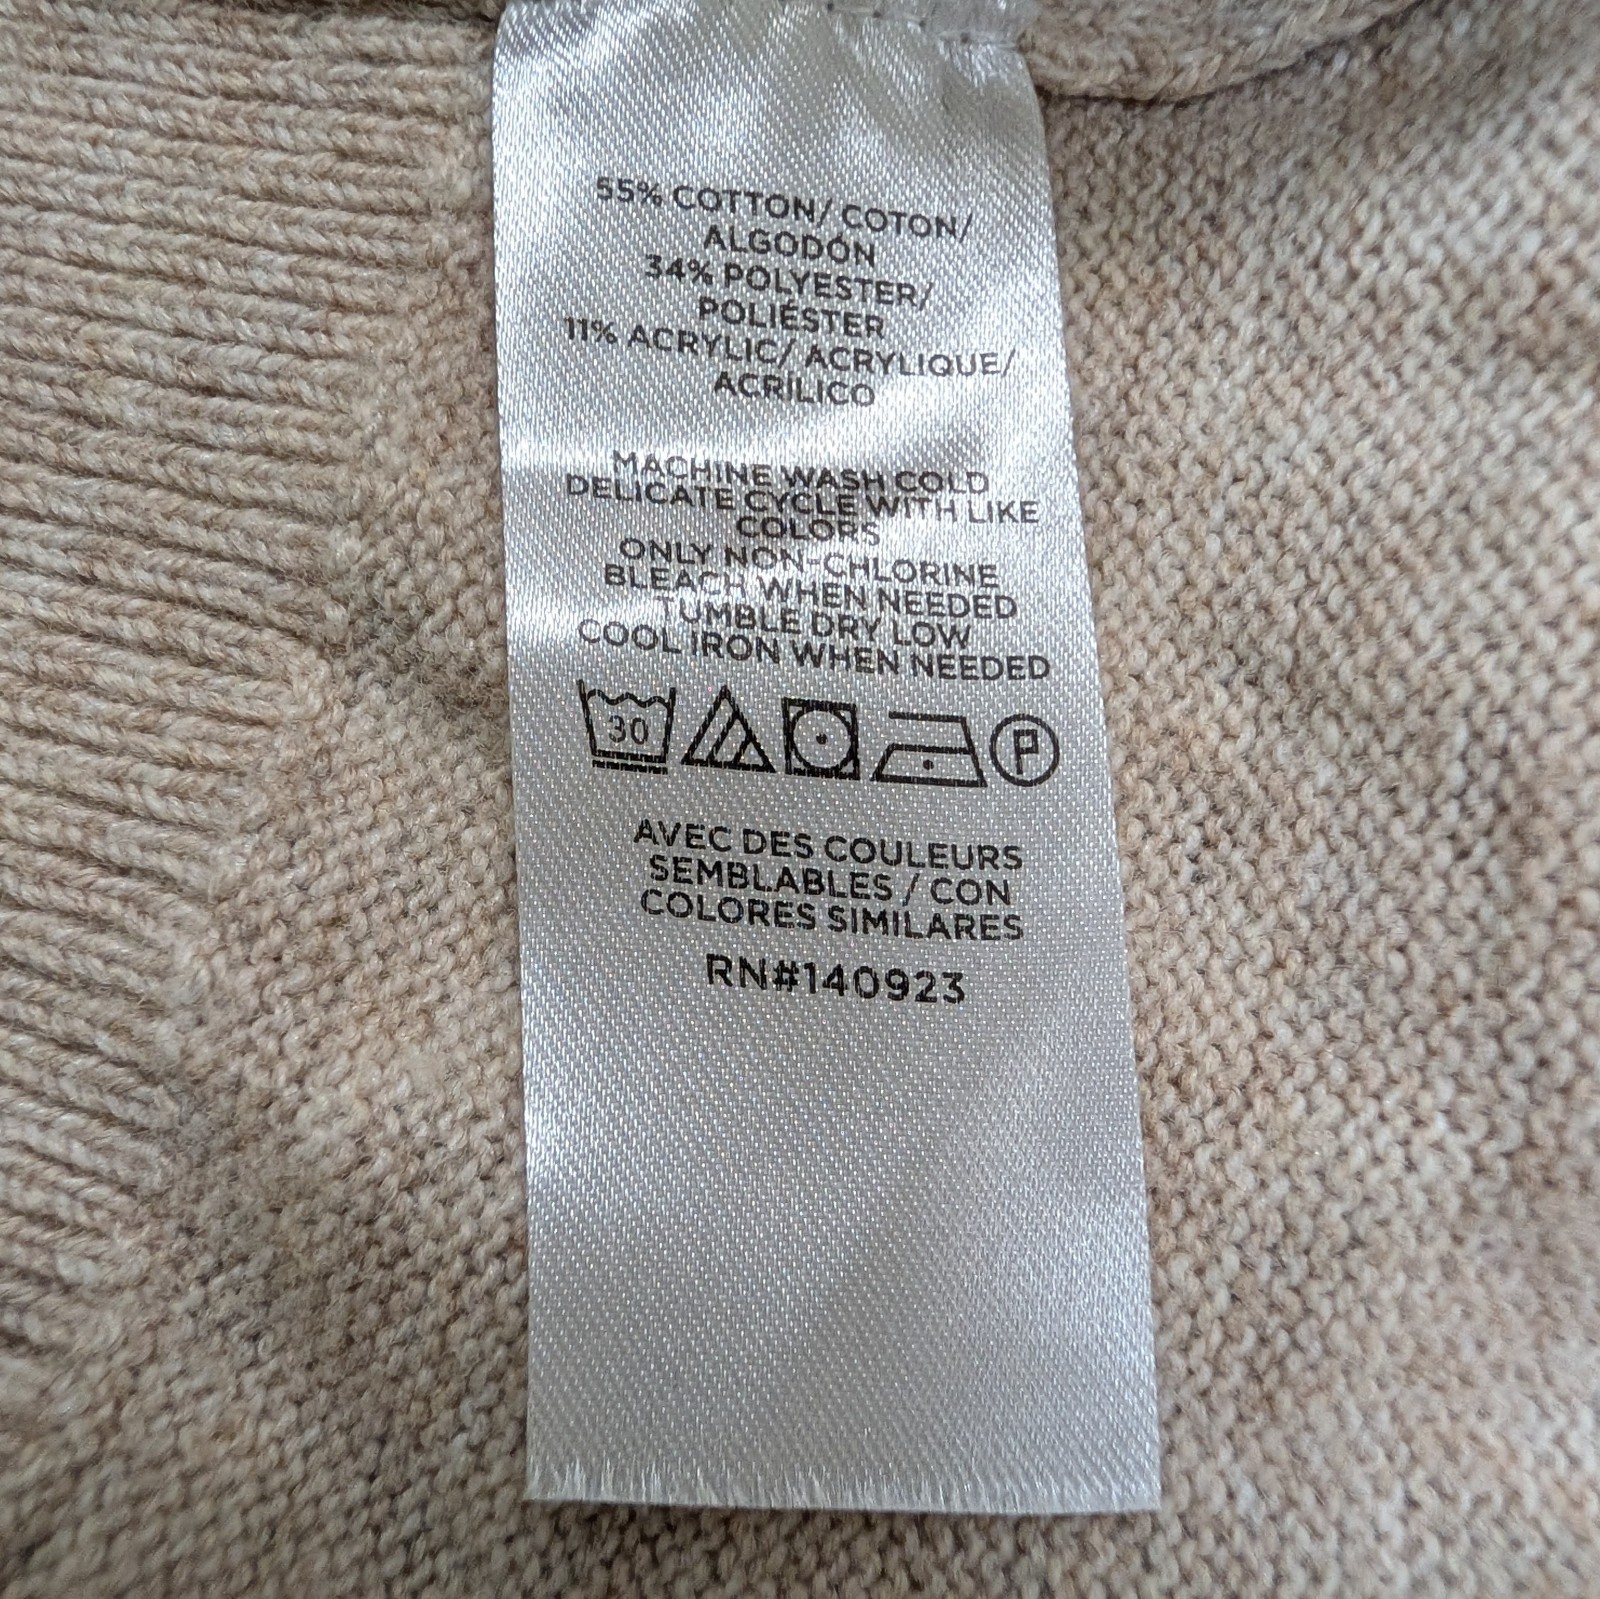 55% COTTON/ COTON/
ALGODÓN
34% POLYESTER/
POLIÉSTER
11% ACRYLIC/ ACRYLIQUE/
ACRÍLICO
MACHINE WASH COLD
DELICATE CYCLE WITH LIKE
COLORS
ONLY NON-CHLORINE
BLEACH WHEN NEEDED
TUMBLE DRY LOW
COOL IRON WHEN NEEDED
30 P
AVEC DES COULEURS
SEMBLABLES / CON
COLORES SIMILARES
RN#140923